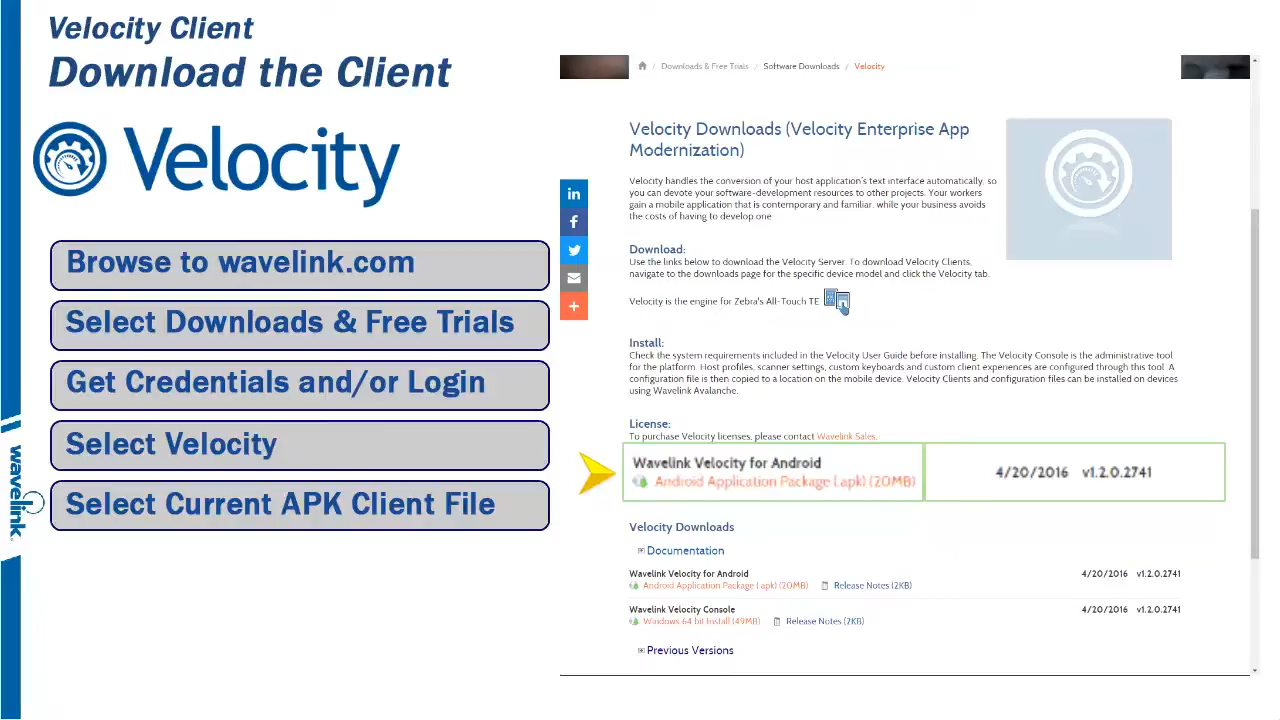 Velocity Client
Download the Client
Velocity
Browse to wavelink.com
Select Downloads & Free Trials
Get Credentials and/or Login
Select Velocity
Select Current APK Client File
wavelink
Downloads & Free Trials / Software Downloads / Velocity
Velocity Downloads (Velocity Enterprise App
Modernization)
Velocity handles the conversion of your host application's text interface automatically, so
you can devote your software-development resources to other projects. Your workers
gain a mobile application that is contemporary and familiar, while your business avoids
the costs of having to develop one
Download:
Use the links below to download the Velocity Server. To download Velocity Clients,
navigate to the downloads page for the specific device model and click the Velocity tab.
Velocity is the engine for Zebra's All-Touch TE
Install:
Check the system requirements included in the Velocity User Guide before installing. The Velocity Console is the administrative tool
for the platform. Host profiles, scanner settings, custom keyboards and custom client experiences are configured through this tool. A
configuration file is then copied to a location on the mobile device. Velocity Clients and configuration files can be installed on devices
using Wavelink Avalanche.
License:
To purchase Velocity licenses, please contact Wavelink Sales.
Wavelink Velocity for Android
Android Application Package (.apk) (20MB)
4/20/2016 v1.2.0.2741
Velocity Downloads
Documentation
Wavelink Velocity for Android 4/20/2016 v1.2.0.2741
Android Application Package (.apk) (20MB) Release Notes (2KB)
Wavelink Velocity Console 4/20/2016 v1.2.0.2741
Windows 64 bit Install (49MB) Release Notes (2KB)
Previous Versions